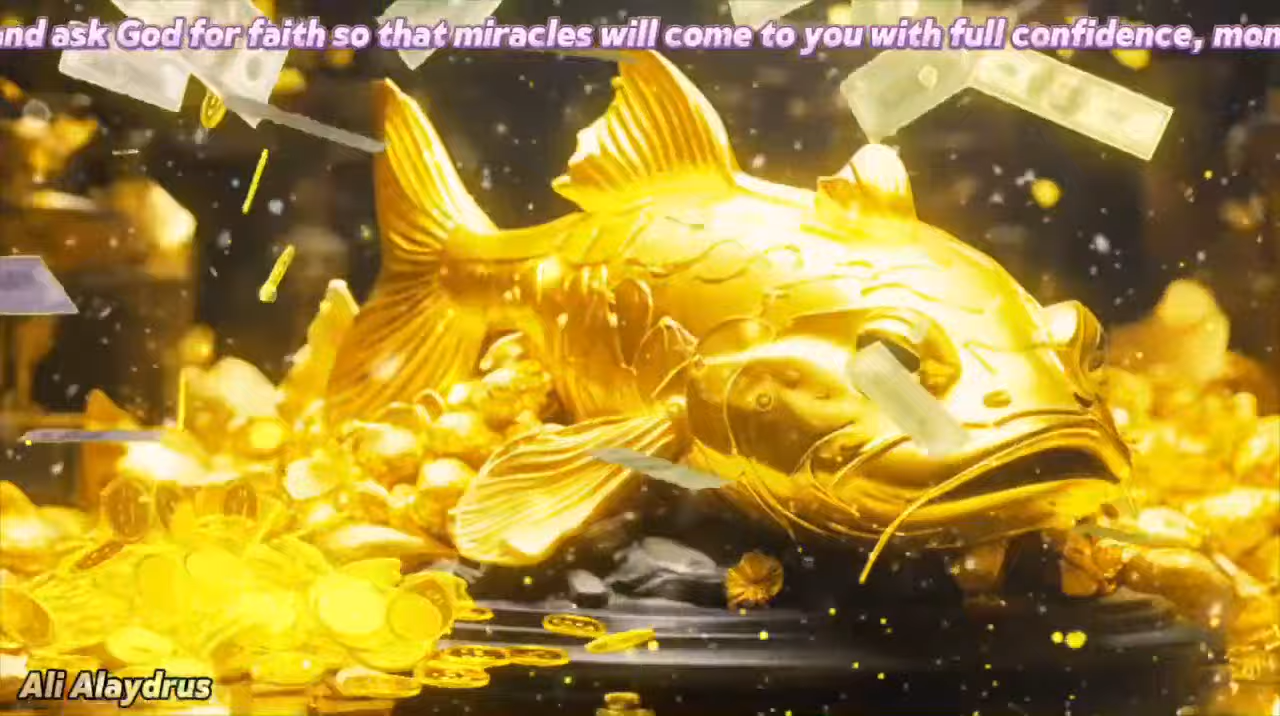 and ask God for faith so that miracles will come to you with full confidence,
Ali Alaydrus